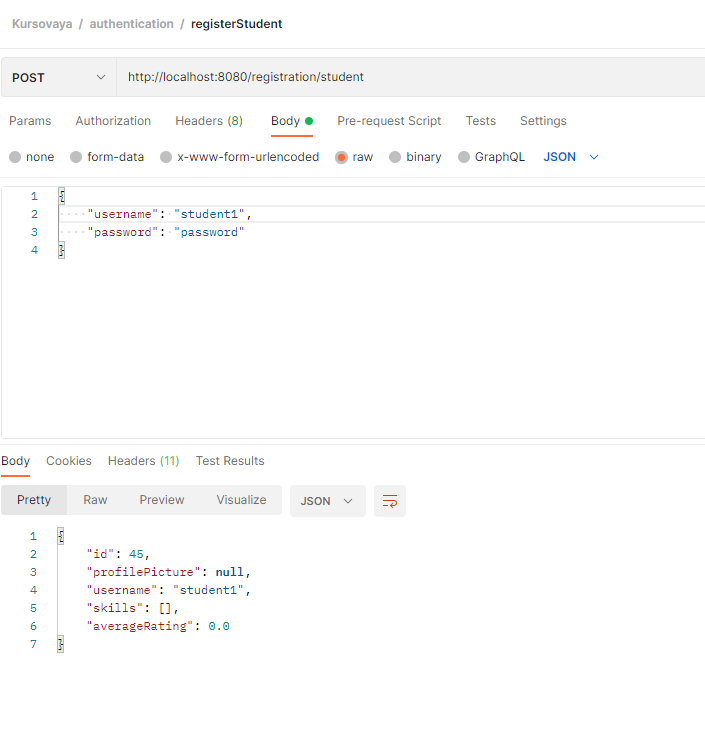 Kursovaya / authentication / registerStudent
POST http://localhost:8080/registration/student
Params Authorization Headers (8) Body Pre-request Script Tests Settings
none form-data x-www-form-urlencoded raw binary GraphQL JSON
1 {
2 "username": "student1",
3 "password": "password"
4 }
Body Cookies Headers (11) Test Results
Pretty Raw Preview Visualize JSON
1 {
2 "id": 45,
3 "profilePicture": null,
4 "username": "student1",
5 "skills": [],
6 "averageRating": 0.0
7 }